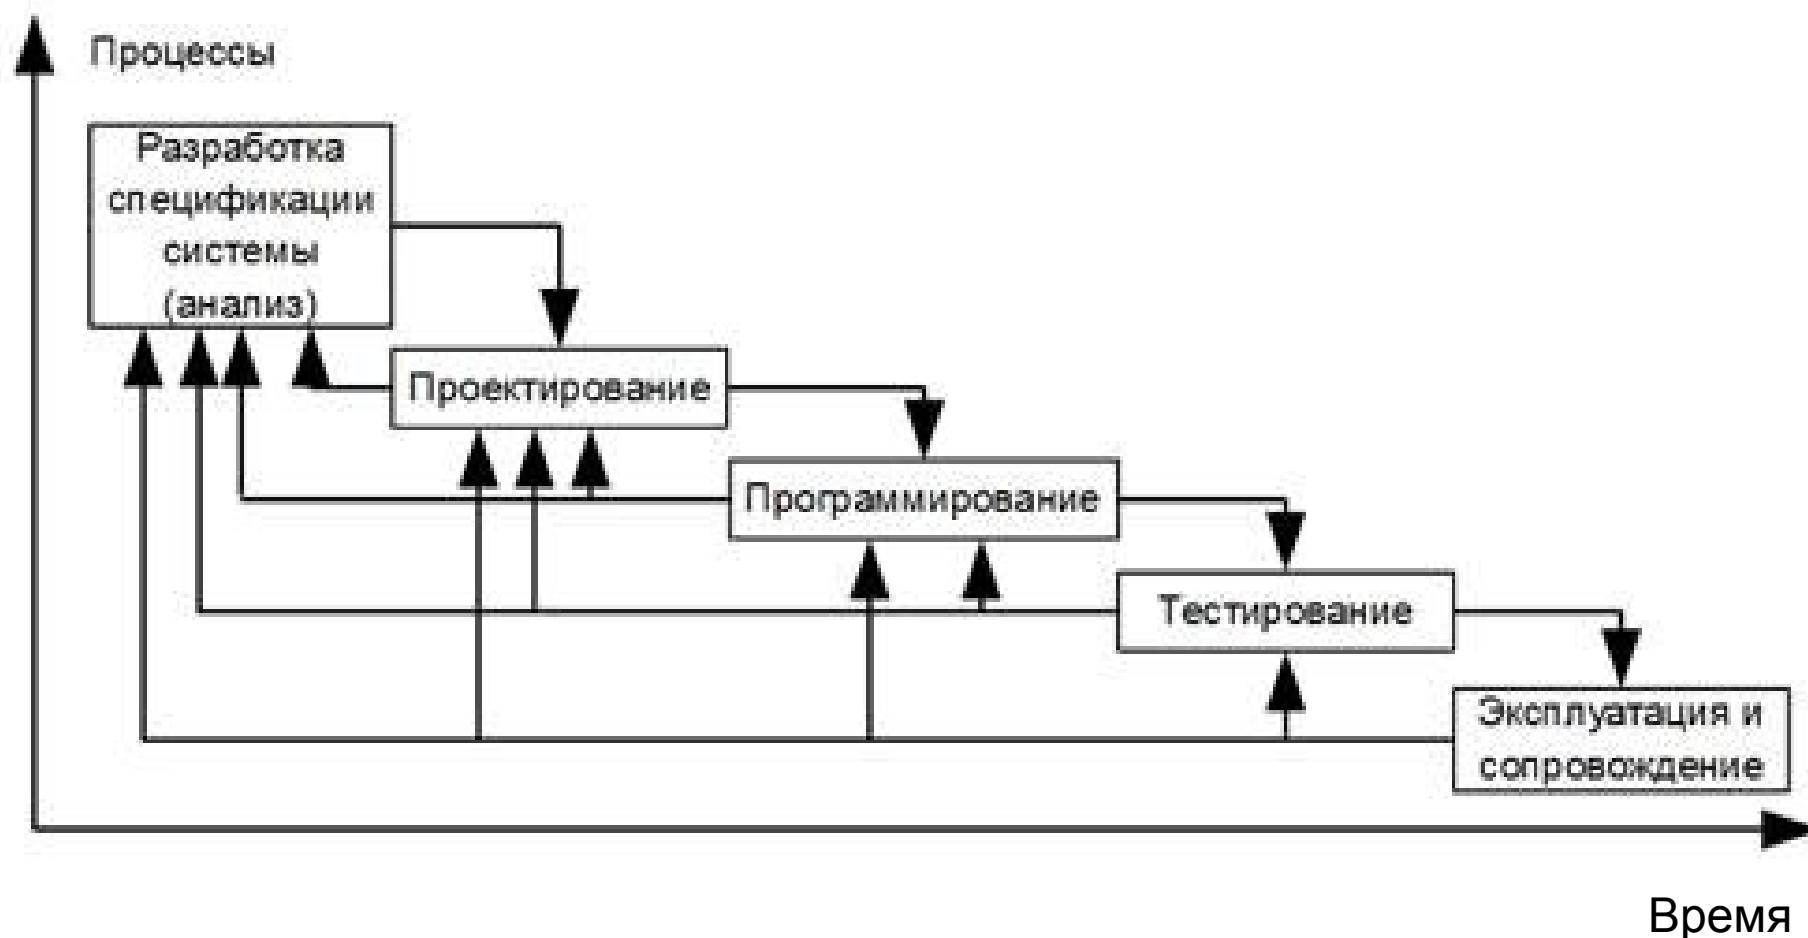 Процессы
Разработка
спецификации
системы
(анализ)
Проектирование
Программирование
Тестирование
Эксплуатация и
сопровождение
Время